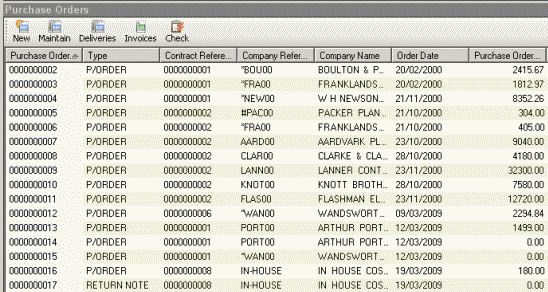 Purchase Orders
New Maintain Deliveries Invoices Check
Purchase Order... Type Contract Refere... Company Refer... Company Name Order Date Purchase Order...
0000000002 P/ORDER 0000000001 "BOU00 BOULTON & P... 20/02/2000 2415.67
0000000003 P/ORDER 0000000001 "FRA00 FRANKLANDS... 20/02/2000 1812.97
0000000004 P/ORDER 0000000001 "NEW00 W H NEWSON... 21/11/2000 8352.26
0000000005 P/ORDER 0000000002 #PAC00 PACKER PLAN... 21/10/2000 304.00
0000000006 P/ORDER 0000000002 "FRA00 FRANKLANDS... 21/10/2000 405.00
0000000007 P/ORDER 0000000002 AARD00 AARDVARK PL... 23/10/2000 9040.00
0000000008 P/ORDER 0000000002 CLAR00 CLARKE & CLA... 28/10/2000 4180.00
0000000009 P/ORDER 0000000002 LANN00 LANNER CONT... 23/11/2000 32300.00
0000000010 P/ORDER 0000000002 KNOT00 KNOTT BROTH... 28/10/2000 7580.00
0000000011 P/ORDER 0000000002 FLAS00 FLASHMAN EL... 23/11/2000 12720.00
0000000012 P/ORDER 0000000006 "WAN00 WANDSWORT... 09/03/2009 2294.84
0000000013 P/ORDER 0000000001 PORT00 ARTHUR PORT... 12/03/2009 1499.00
0000000014 P/ORDER 0000000001 PORT00 ARTHUR PORT... 12/03/2009 0.00
0000000015 P/ORDER 0000000001 "WAN00 WANDSWORT... 12/03/2009 0.00
0000000016 P/ORDER 0000000008 IN-HOUSE IN HOUSE COS... 19/03/2009 180.00
0000000017 RETURN NOTE 0000000008 IN-HOUSE IN HOUSE COS... 19/03/2009 0.00